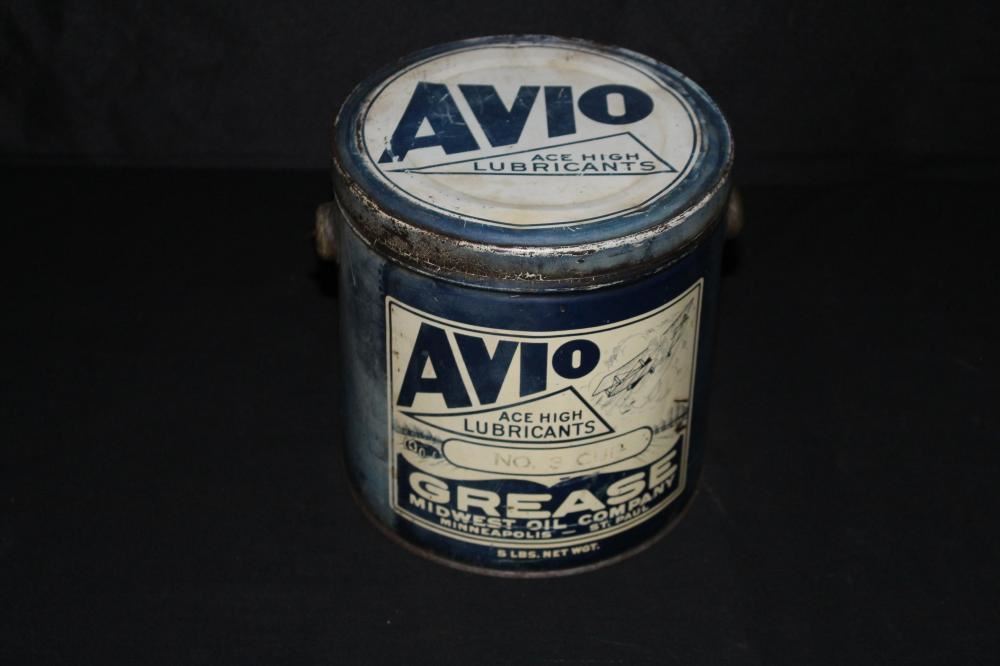 AVIO
ACE HIGH
LUBRICANTS
AVIO
ACE HIGH
LUBRICANTS
NO. 3 CUP
GREASE
MIDWEST OIL COMPANY
MINNEAPOLIS – ST. PAUL
5 LBS. NET WGT.